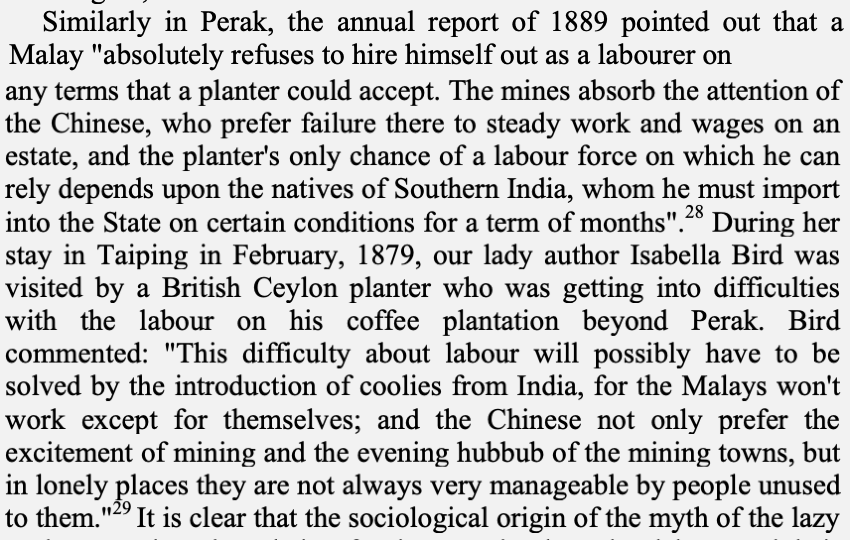 Similarly in Perak, the annual report of 1889 pointed out that a
Malay "absolutely refuses to hire himself out as a labourer on
any terms that a planter could accept. The mines absorb the attention of
the Chinese, who prefer failure there to steady work and wages on an
estate, and the planter's only chance of a labour force on which he can
rely depends upon the natives of Southern India, whom he must import
into the State on certain conditions for a term of months".28 During her
stay in Taiping in February, 1879, our lady author Isabella Bird was
visited by a British Ceylon planter who was getting into difficulties
with the labour on his coffee plantation beyond Perak. Bird
commented: "This difficulty about labour will possibly have to be
solved by the introduction of coolies from India, for the Malays won't
work except for themselves; and the Chinese not only prefer the
excitement of mining and the evening hubbub of the mining towns, but
in lonely places they are not always very manageable by people unused
to them."29 It is clear that the sociological origin of the myth of the lazy